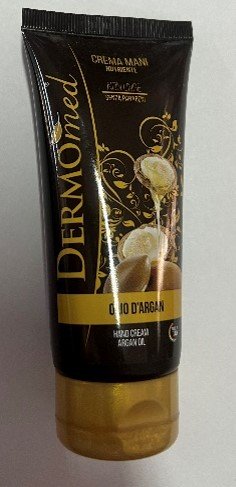 CREMA MANI
NUTRIENTE
DERMOmed
OLIO D'ARGAN
HAND CREAM
ARGAN OIL